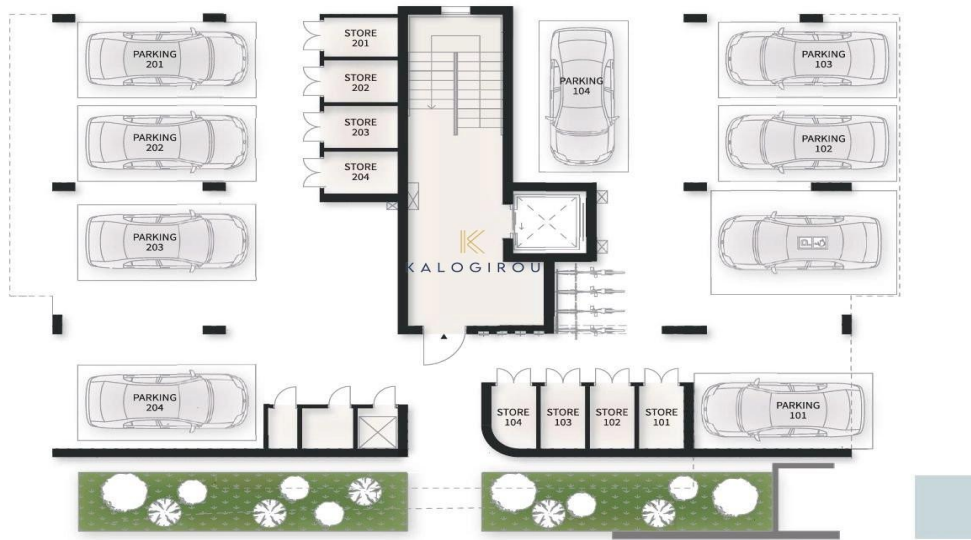 PARKING
201
STORE
201
PARKING
104
PARKING
103
STORE
202
PARKING
202
STORE
203
PARKING
102
STORE
204
PARKING
203
P
K
KALOGIROU
PARKING
204
STORE
104
STORE
103
STORE
102
STORE
101
PARKING
101